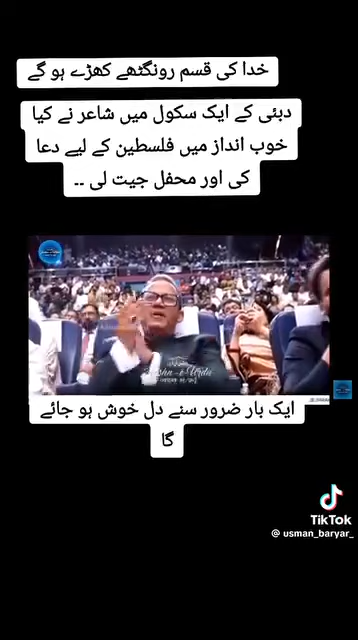 خدا کی قسم رونگٹھے کھڑے ہو گے
دبئی کے ایک سکول میں شاعر نے کیا
خوب انداز میں فلسطین کے لیے دعا
کی اور محفل جیت لی ۔۔
ایک بار ضرور سنے دل خوش ہو جائے
گا
TikTok
@usman_baryar_